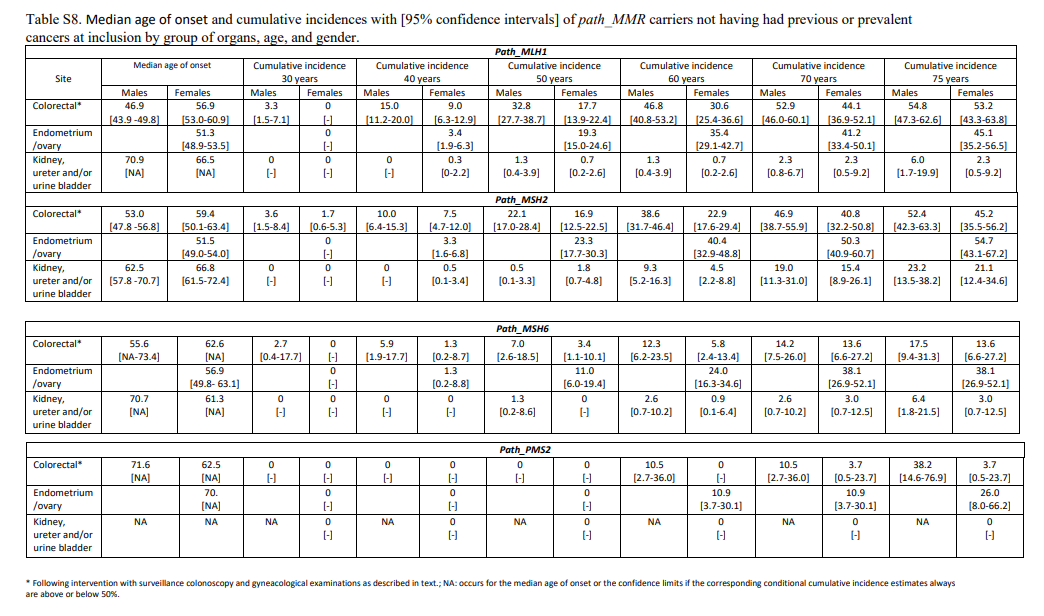 Table S8. Median age of onset and cumulative incidences with [95% confidence intervals] of path_MMR carriers not having had previous or prevalent
cancers at inclusion by group of organs, age, and gender.
Path_MLH1
Site Median age of onset Cumulative incidence 30 years Cumulative incidence 40 years Cumulative incidence 50 years Cumulative incidence 60 years Cumulative incidence 70 years Cumulative incidence 75 years
Males Females Males Females Males Females Males Females Males Females Males Females Males Females
Colorectal* 46.9 56.9 3.3 0 15.0 9.0 32.8 17.7 46.8 30.6 52.9 44.1 54.8 53.2
[43.9 -49.8] [53.0-60.9] [1.5-7.1] [-] [11.2-20.0] [6.3-12.9] [27.7-38.7] [13.9-22.4] [40.8-53.2] [25.4-36.6] [46.0-60.1] [36.9-52.1] [47.3-62.6] [43.3-63.8]
Endometrium 51.3 0 3.4 19.3 35.4 41.2 45.1
/ovary [48.9-53.5] [-] [1.9-6.3] [15.0-24.6] [29.1-42.7] [33.4-50.1] [35.2-56.5]
Kidney, 70.9 66.5 0 0 0 0.3 1.3 0.7 1.3 0.7 2.3 2.3 6.0 2.3
ureter and/or [NA] [NA] [-] [-] [-] [0-2.2] [0.4-3.9] [0.2-2.6] [0.4-3.9] [0.2-2.6] [0.8-6.7] [0.5-9.2] [1.7-19.9] [0.5-9.2]
urine bladder
Path_MSH2
Colorectal* 53.0 59.4 3.6 1.7 10.0 7.5 22.1 16.9 38.6 22.9 46.9 40.8 52.4 45.2
[47.8 -56.8] [50.1-63.4] [1.5-8.4] [0.6-5.3] [6.4-15.3] [4.7-12.0] [17.0-28.4] [12.5-22.5] [31.7-46.4] [17.6-29.4] [38.7-55.9] [32.2-50.8] [42.3-63.3] [35.5-56.2]
Endometrium 51.5 0 3.3 23.3 40.4 50.3 54.7
/ovary [49.0-54.0] [-] [1.6-6.8] [17.7-30.3] [32.9-48.8] [40.9-60.7] [43.1-67.2]
Kidney, 62.5 66.8 0 0 0 0.5 0.5 1.8 9.3 4.5 19.0 15.4 23.2 21.1
ureter and/or [57.8 -70.7] [61.5-72.4] [-] [-] [-] [0.1-3.4] [0.1-3.3] [0.7-4.8] [5.2-16.3] [2.2-8.8] [11.3-31.0] [8.9-26.1] [13.5-38.2] [12.4-34.6]
urine bladder
Path_MSH6
Colorectal* 55.6 62.6 2.7 0 5.9 1.3 7.0 3.4 12.3 5.8 14.2 13.6 17.5 13.6
[NA-73.4] [NA] [0.4-17.7] [-] [1.9-17.7] [0.2-8.7] [2.6-18.5] [1.1-10.1] [6.2-23.5] [2.4-13.4] [7.5-26.0] [6.6-27.2] [9.4-31.3] [6.6-27.2]
Endometrium 56.9 0 1.3 11.0 24.0 38.1 38.1
/ovary [49.8- 63.1] [-] [0.2-8.8] [6.0-19.4] [16.3-34.6] [26.9-52.1] [26.9-52.1]
Kidney, 70.7 61.3 0 0 0 0 1.3 0 2.6 0.9 2.6 3.0 6.4 3.0
ureter and/or [NA] [NA] [-] [-] [-] [-] [0.2-8.6] [-] [0.7-10.2] [0.1-6.4] [0.7-10.2] [0.7-12.5] [1.8-21.5] [0.7-12.5]
urine bladder
Path_PMS2
Colorectal* 71.6 62.5 0 0 0 0 0 0 10.5 0 10.5 3.7 38.2 3.7
[NA] [NA] [-] [-] [-] [-] [-] [-] [2.7-36.0] [-] [2.7-36.0] [0.5-23.7] [14.6-76.9] [0.5-23.7]
Endometrium 70. 0 0 0 10.9 10.9 26.0
/ovary [NA] [-] [-] [-] [3.7-30.1] [3.7-30.1] [8.0-66.2]
Kidney, NA NA NA 0 NA 0 NA 0 NA 0 NA 0 NA 0
ureter and/or [-] [-] [-] [-] [-] [-]
urine bladder
* Following intervention with surveillance colonoscopy and gyneacological examinations as described in text.; NA: occurs for the median age of onset or the confidence limits if the corresponding conditional cumulative incidence estimates always
are above or below 50%.